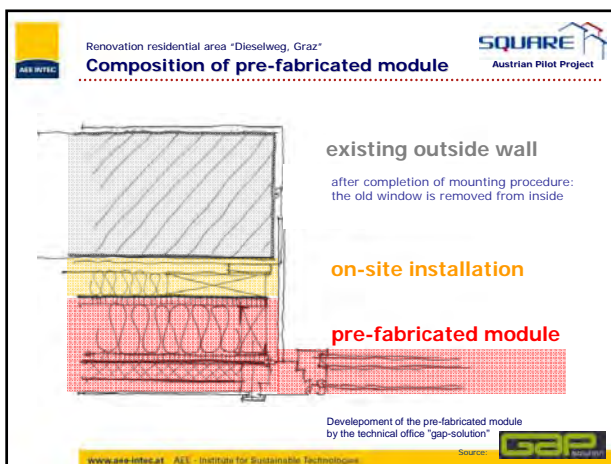 Renovation residential area "Dieselweg, Graz"
Composition of pre-fabricated module
AEE INTEC
SQUARE
Austrian Pilot Project
existing outside wall
after completion of mounting procedure:
the old window is removed from inside
on-site installation
pre-fabricated module
Develepoment of the pre-fabricated module
by the technical office "gap-solution"
Source:
GAP
solution
www.aee-intec.at AEE - Institute for Sustainable Technologies